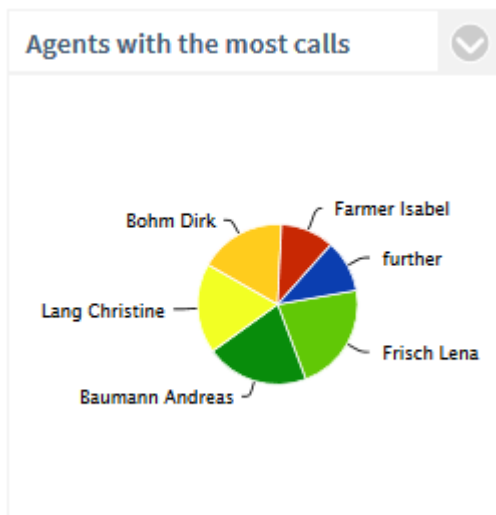 Agents with the most calls
Farmer Isabel
Bohm Dirk
further
Lang Christine
Frisch Lena
Baumann Andreas